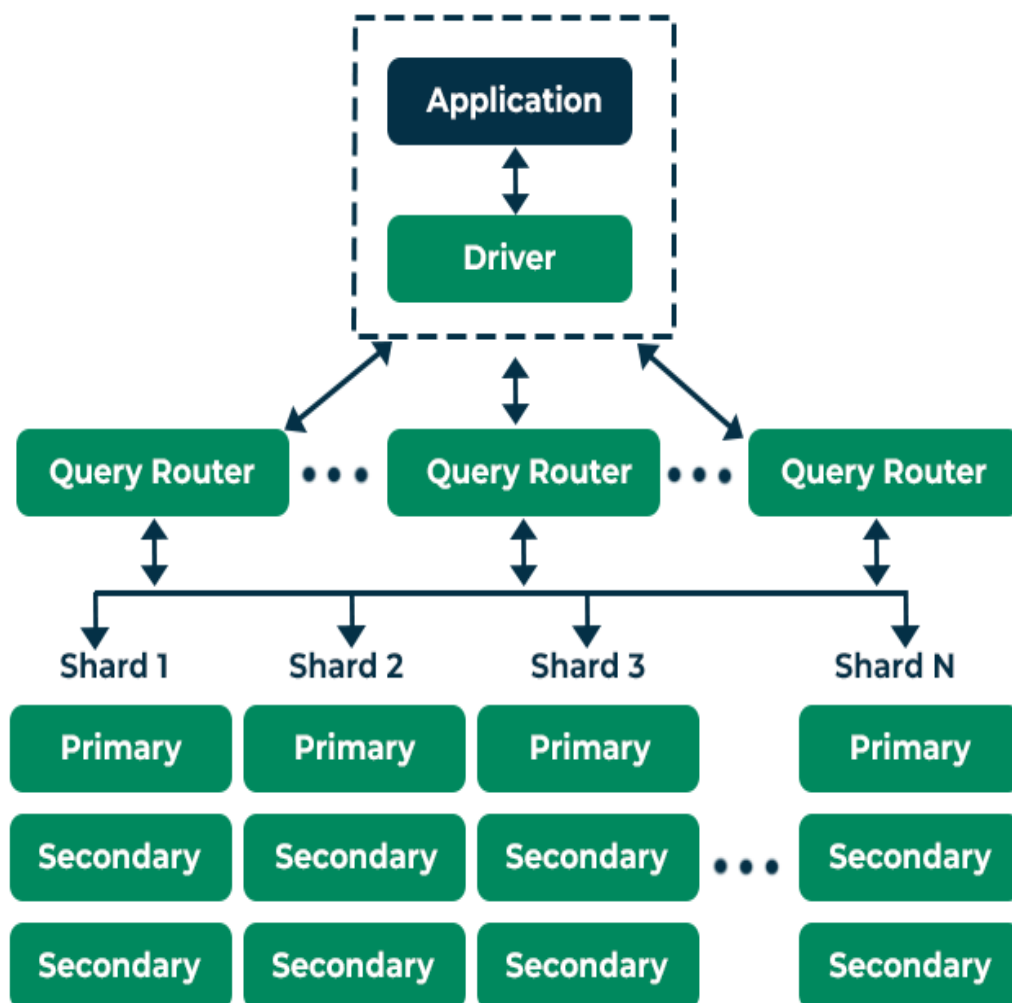 Application
Driver
Query Router
Query Router
Query Router
Shard 1
Shard 2
Shard 3
Shard N
Primary
Primary
Primary
Primary
Secondary
Secondary
Secondary
Secondary
Secondary
Secondary
Secondary
Secondary